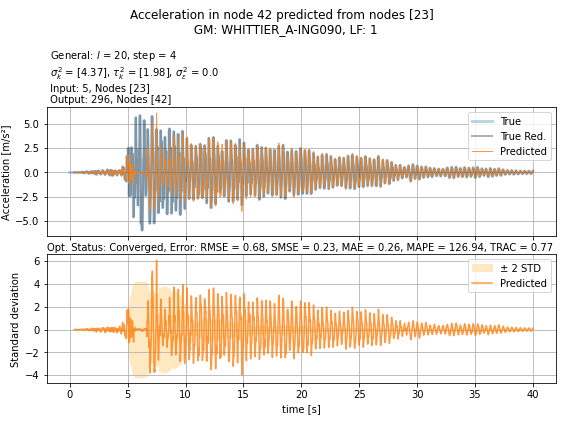 Acceleration in node 42 predicted from nodes [23]
GM: WHITTIER_A-ING090, LF: 1
General: l = 20, step = 4
σ²ₖ = [4.37], τ²ₖ = [1.98], σ²ε = 0.0
Input: 5, Nodes [23]
Output: 296, Nodes [42]
Acceleration [m/s²]
5.0
2.5
0.0
−2.5
−5.0
True
True Red.
Predicted
Opt. Status: Converged, Error: RMSE = 0.68, SMSE = 0.23, MAE = 0.26, MAPE = 126.94, TRAC = 0.77
Standard deviation
6
4
2
0
−2
−4
± 2 STD
Predicted
0 5 10 15 20 25 30 35 40
time [s]